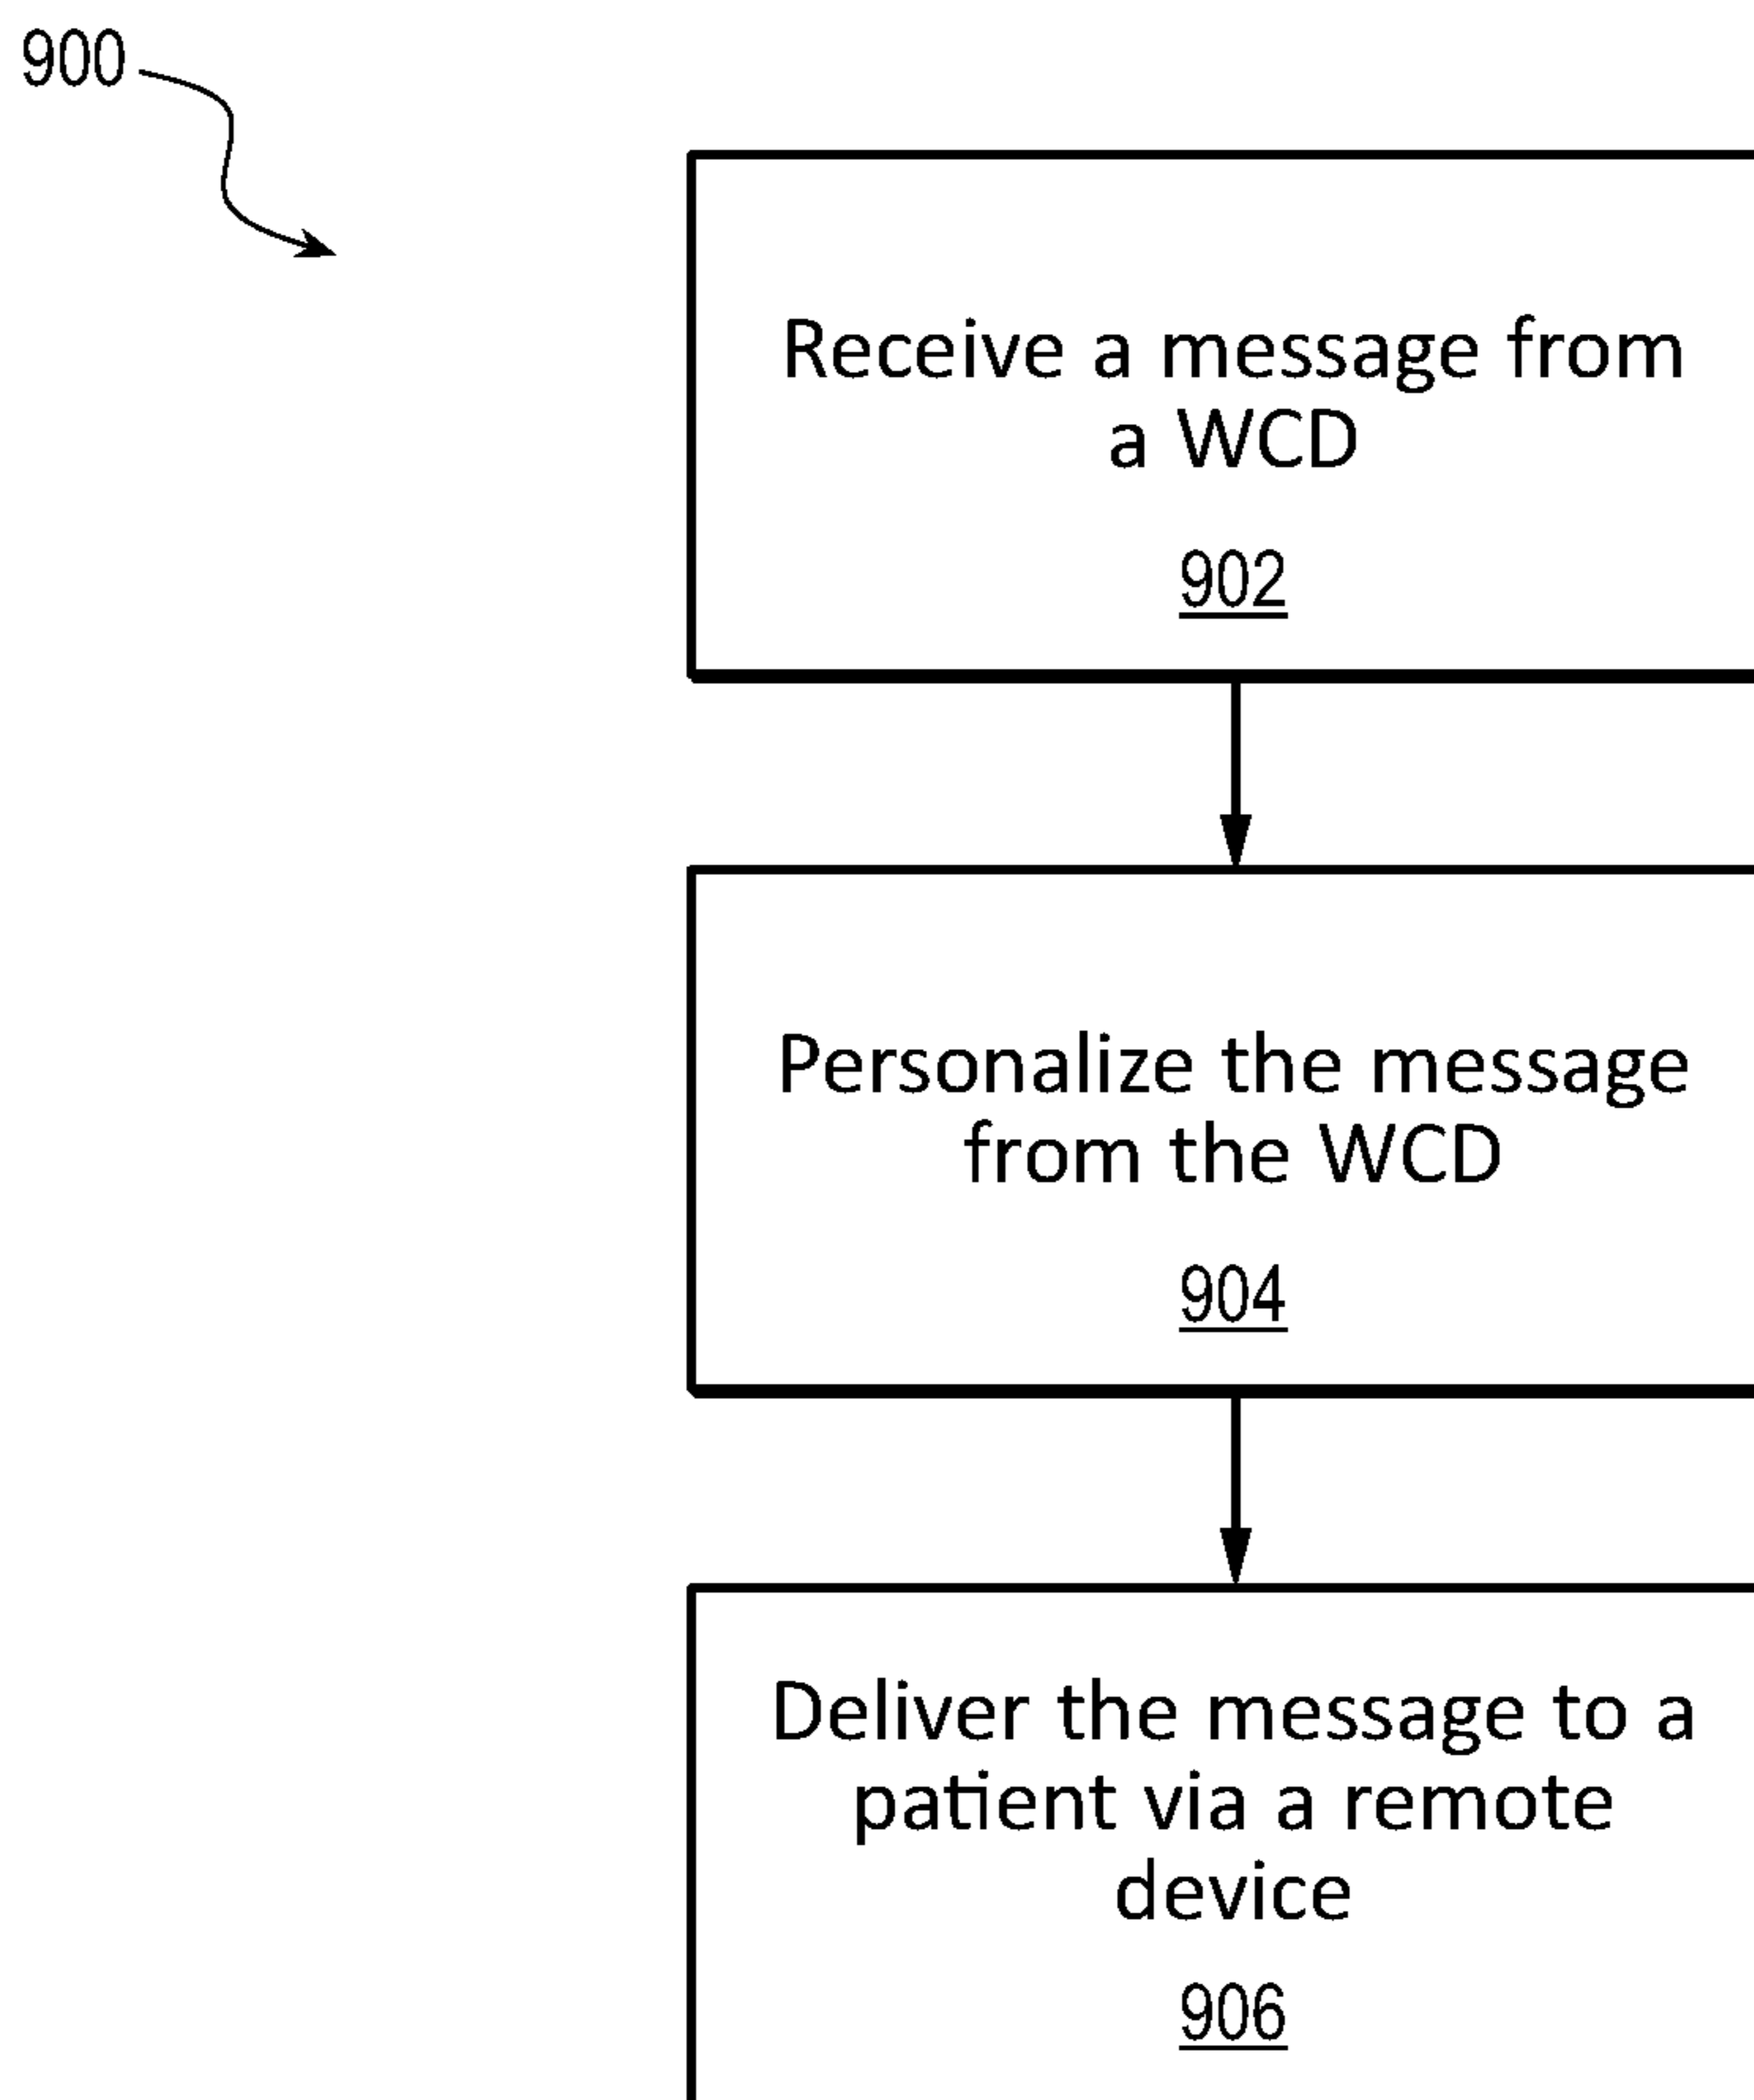 900
Receive a message from
a WCD
902
Personalize the message
from the WCD
904
Deliver the message to a
patient via a remote
device
906